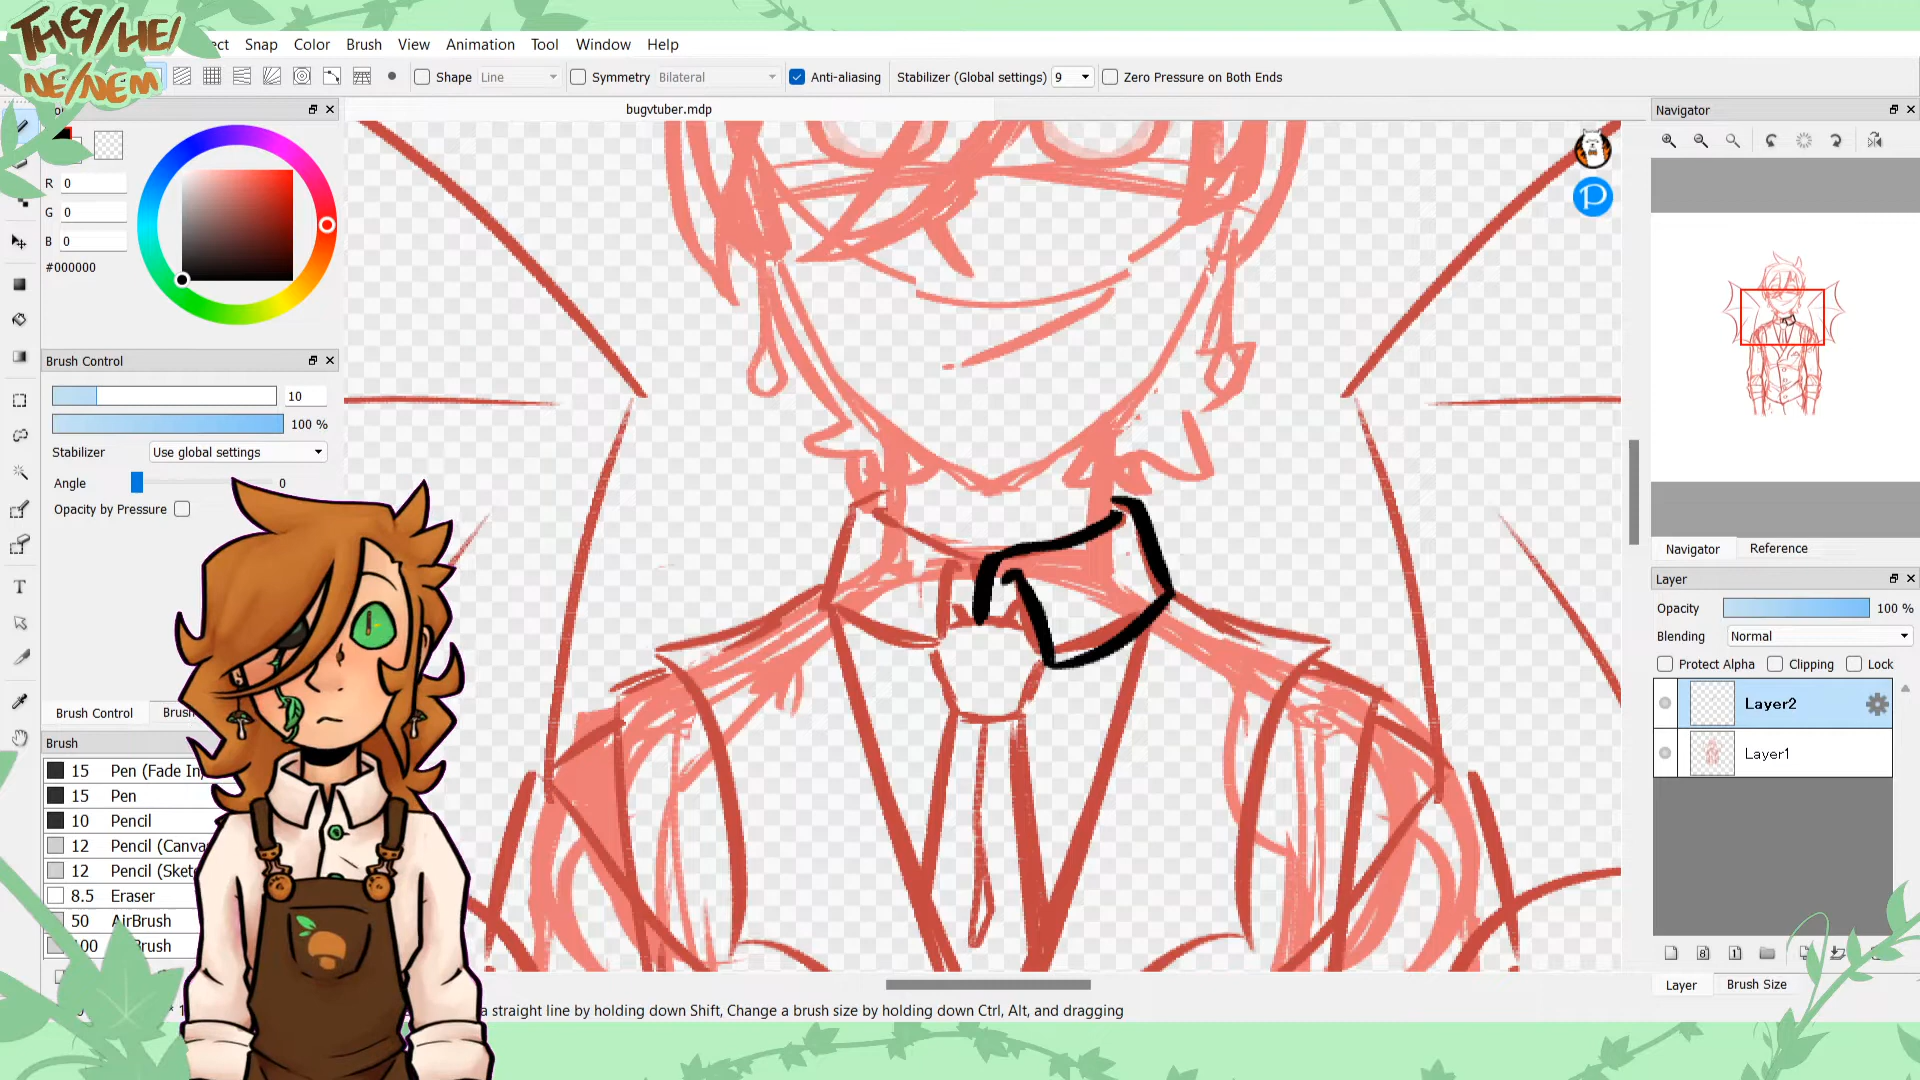 THEY/HE/
NE/NEM
ect Snap Color Brush View Animation Tool Window Help
Shape Line Symmetry Bilateral Anti-aliasing Stabilizer (Global settings) 9 Zero Pressure on Both Ends
bugvtuber.mdp
Navigator
R 0
G 0
B 0
#000000
P
Brush Control
10
100 %
Stabilizer Use global settings
Angle 0
Opacity by Pressure
Brush Control
Brush
15 Pen (Fade In
15 Pen
10 Pencil
12 Pencil (Canva
12 Pencil (Sket
8.5 Eraser
50 AirBrush
100 Brush
T
Navigator Reference
Layer
Opacity 100 %
Blending Normal
Protect Alpha Clipping Lock
Layer2
Layer1
8 1
Layer Brush Size
a straight line by holding down Shift, Change a brush size by holding down Ctrl, Alt, and dragging